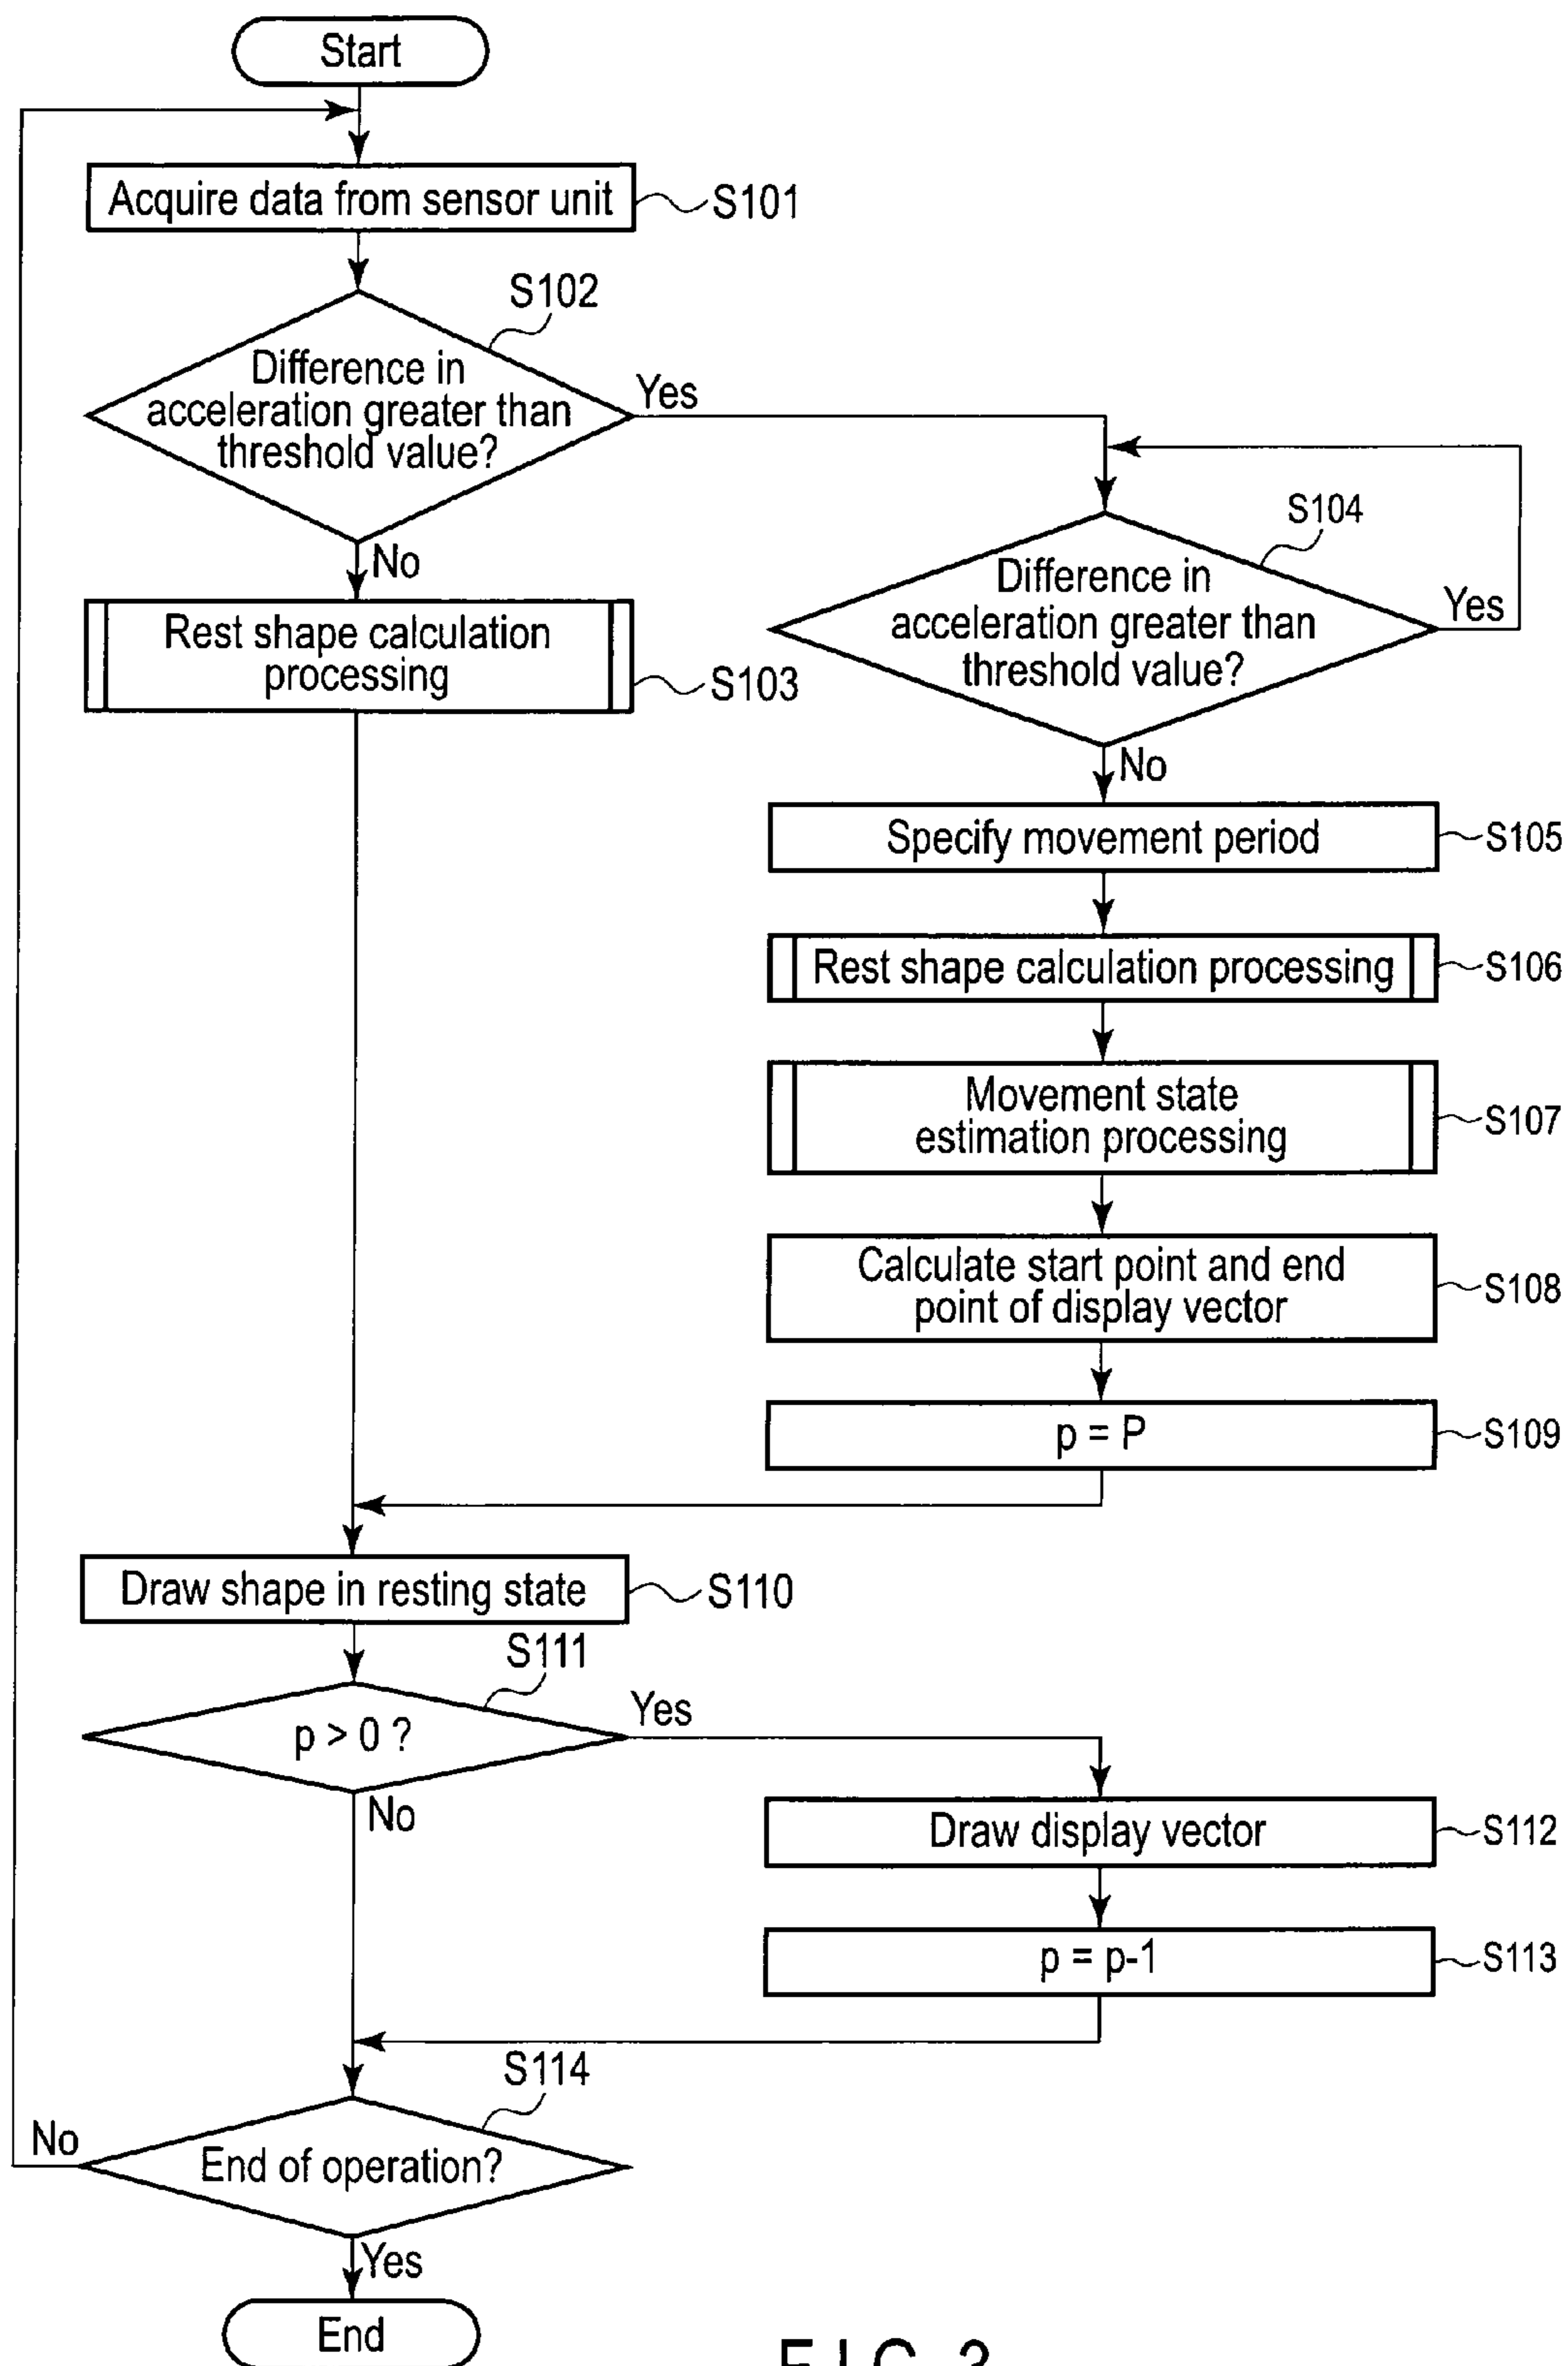 Start
Acquire data from sensor unit
S101
S102
Difference in
acceleration greater than
threshold value?
Yes
No
S104
Difference in
acceleration greater than
threshold value?
Yes
No
Rest shape calculation
processing
S103
Specify movement period
S105
Rest shape calculation processing
S106
Movement state
estimation processing
S107
Calculate start point and end
point of display vector
S108
p = P
S109
Draw shape in resting state
S110
S111
p > 0 ?
Yes
No
Draw display vector
S112
p = p-1
S113
S114
End of operation?
No
Yes
End
FIG. 3